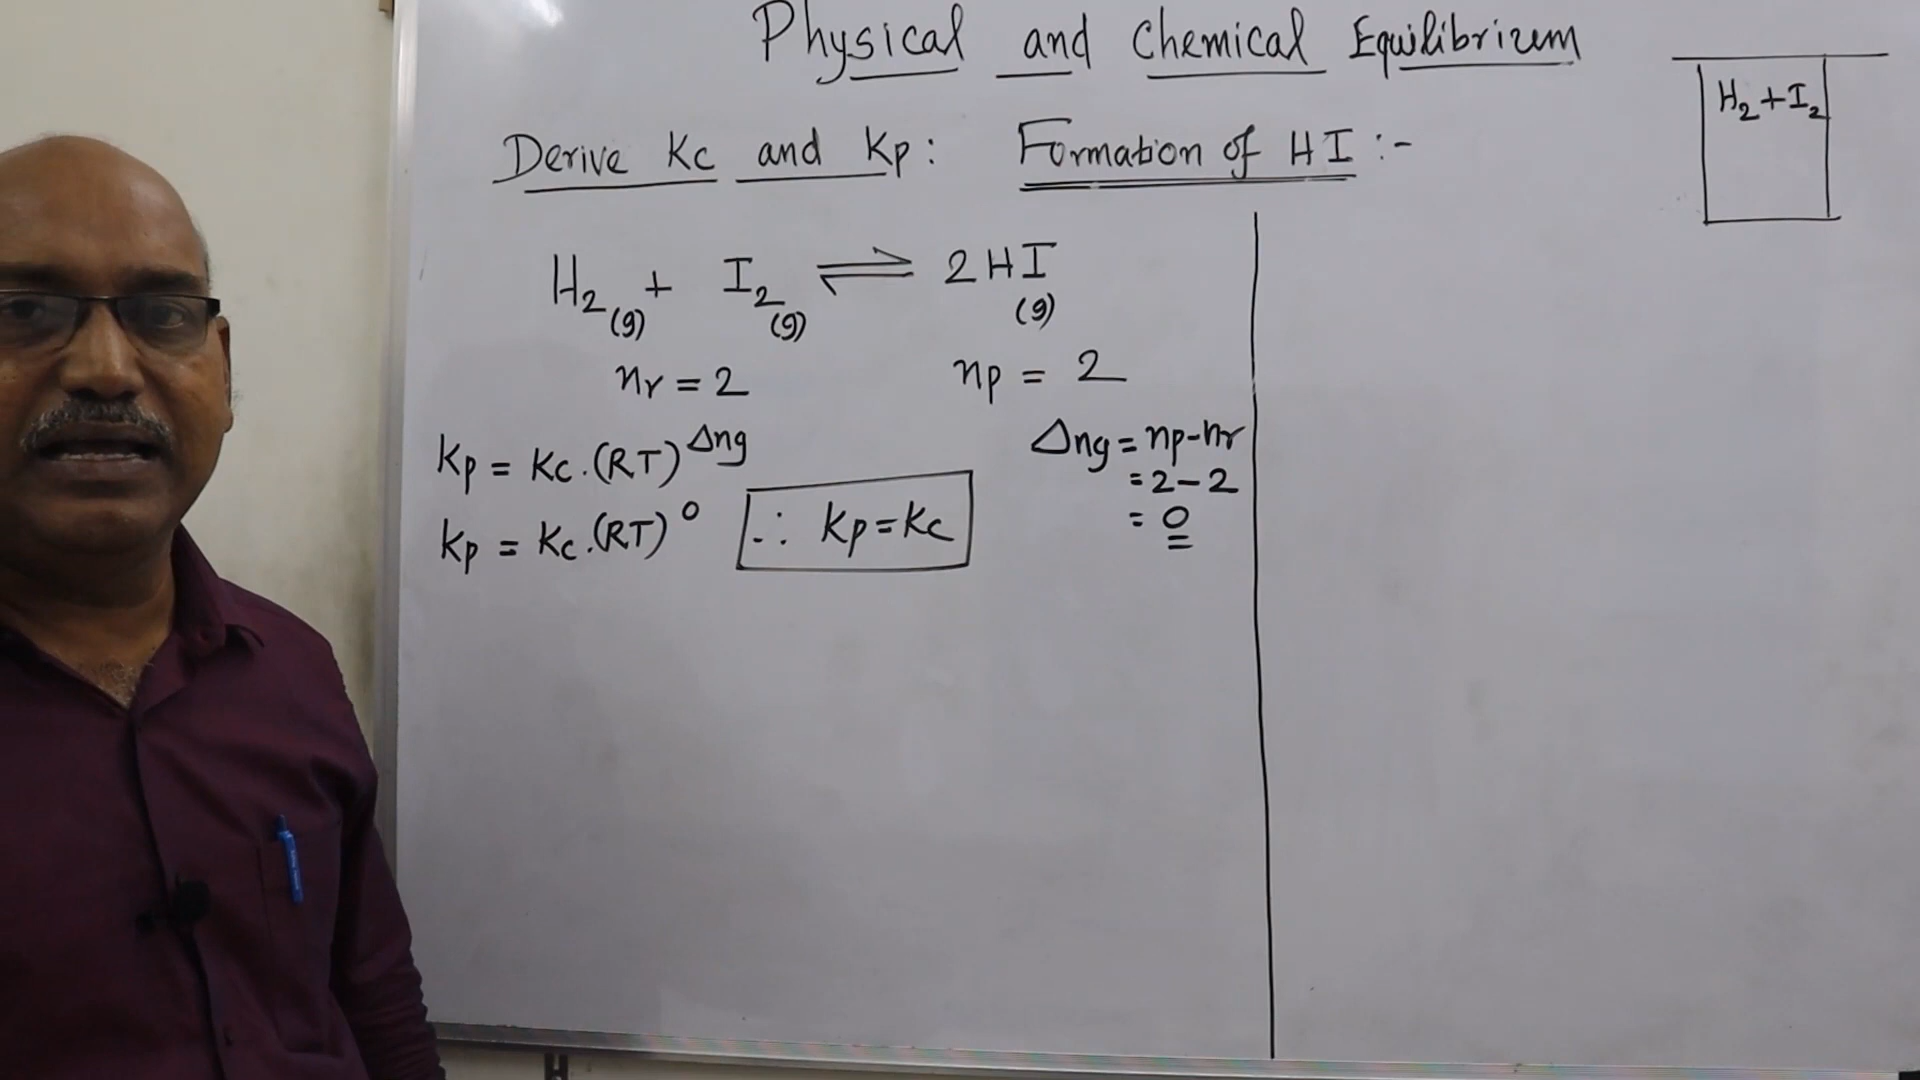 Physical and Chemical Equilibrium
H₂ + I₂
Derive Kc and Kp : Formation of HI :-
H₂(g) + I₂(g) ⇌ 2HI(g)
nr = 2 np = 2
Kp = Kc.(RT)^Δng
Δng = np-nr
= 2-2
= 0
Kp = Kc.(RT)⁰ ∴ Kp = Kc